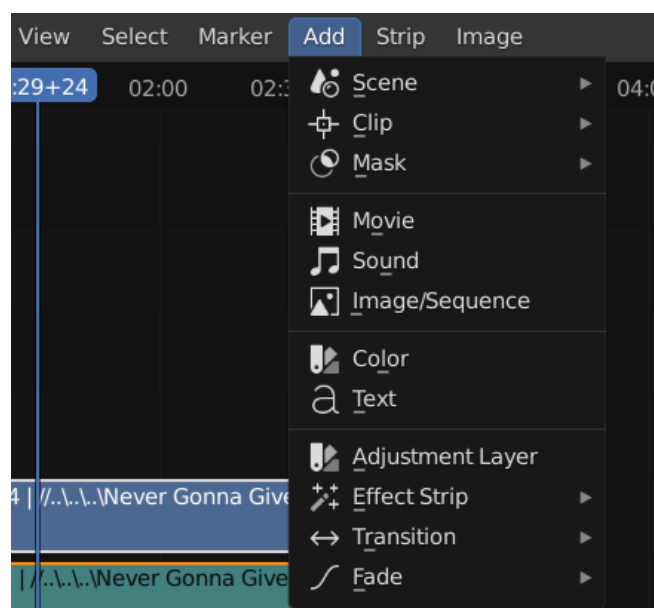 View Select Marker Add Strip Image
:29+24 02:00 02:3 04:0
Scene
Clip
Mask
Movie
Sound
Image/Sequence
Color
Text
Adjustment Layer
4 | //..\..\..\Never Gonna Give
Effect Strip
Transition
| //..\..\..\Never Gonna Give
Fade